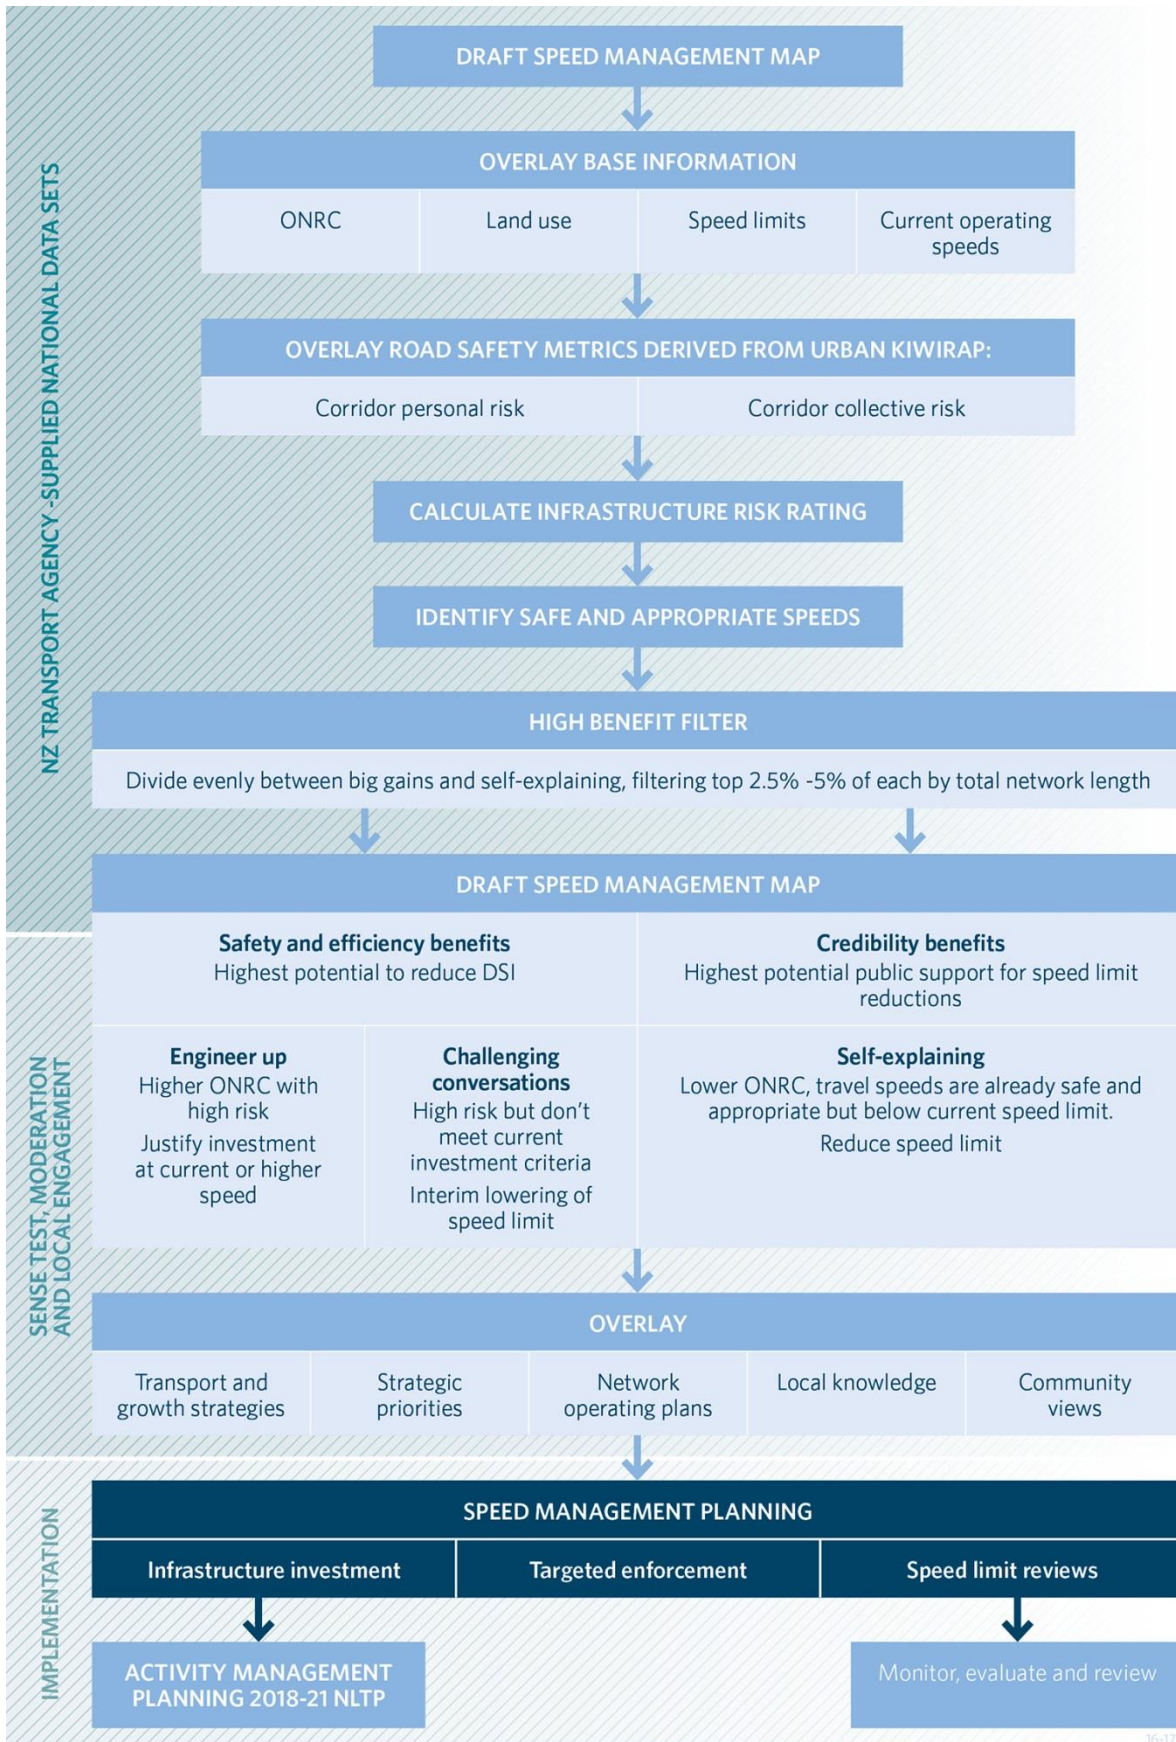 DRAFT SPEED MANAGEMENT MAP
OVERLAY BASE INFORMATION
ONRC
Land use
Speed limits
Current operating
speeds
OVERLAY ROAD SAFETY METRICS DERIVED FROM URBAN KIWIRAP:
Corridor personal risk
Corridor collective risk
CALCULATE INFRASTRUCTURE RISK RATING
IDENTIFY SAFE AND APPROPRIATE SPEEDS
HIGH BENEFIT FILTER
Divide evenly between big gains and self-explaining, filtering top 2.5% -5% of each by total network length
NZ TRANSPORT AGENCY -SUPPLIED NATIONAL DATA SETS
DRAFT SPEED MANAGEMENT MAP
Safety and efficiency benefits
Highest potential to reduce DSI
Credibility benefits
Highest potential public support for speed limit
reductions
Engineer up
Higher ONRC with
high risk
Justify investment
at current or higher
speed
Challenging
conversations
High risk but don't
meet current
investment criteria
Interim lowering of
speed limit
Self-explaining
Lower ONRC, travel speeds are already safe and
appropriate but below current speed limit.
Reduce speed limit
OVERLAY
Transport and
growth strategies
Strategic
priorities
Network
operating plans
Local knowledge
Community
views
SENSE TEST, MODERATION
AND LOCAL ENGAGEMENT
SPEED MANAGEMENT PLANNING
Infrastructure investment
Targeted enforcement
Speed limit reviews
ACTIVITY MANAGEMENT
PLANNING 2018-21 NLTP
Monitor, evaluate and review
IMPLEMENTATION